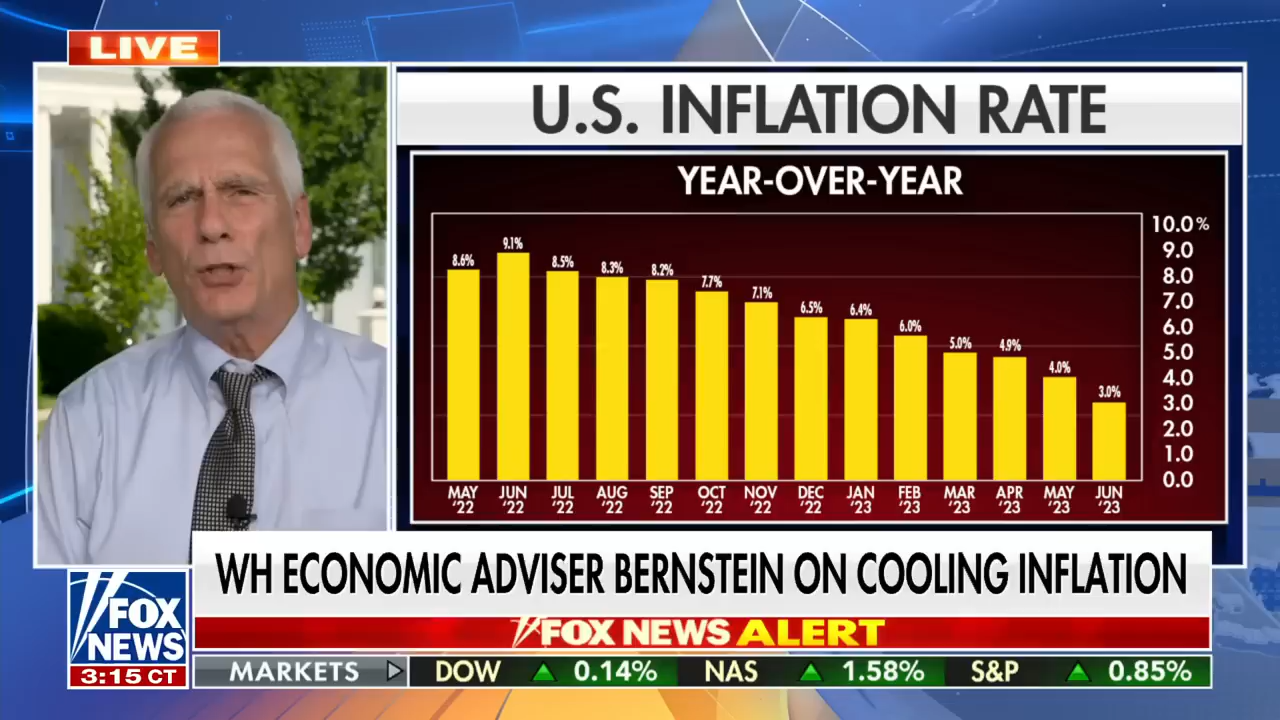 LIVE
U.S. INFLATION RATE
YEAR-OVER-YEAR
10.0%
9.0
8.0
7.0
6.0
5.0
4.0
3.0
2.0
1.0
0.0
8.6%
9.1%
8.5%
8.3%
8.2%
7.7%
7.1%
6.5%
6.4%
6.0%
5.0%
4.9%
4.0%
3.0%
MAY '22
JUN '22
JUL '22
AUG '22
SEP '22
OCT '22
NOV '22
DEC '22
JAN '23
FEB '23
MAR '23
APR '23
MAY '23
JUN '23
WH ECONOMIC ADVISER BERNSTEIN ON COOLING INFLATION
FOX NEWS ALERT
FOX
NEWS
3:15 CT
MARKETS DOW 0.14% NAS 1.58% S&P 0.85%